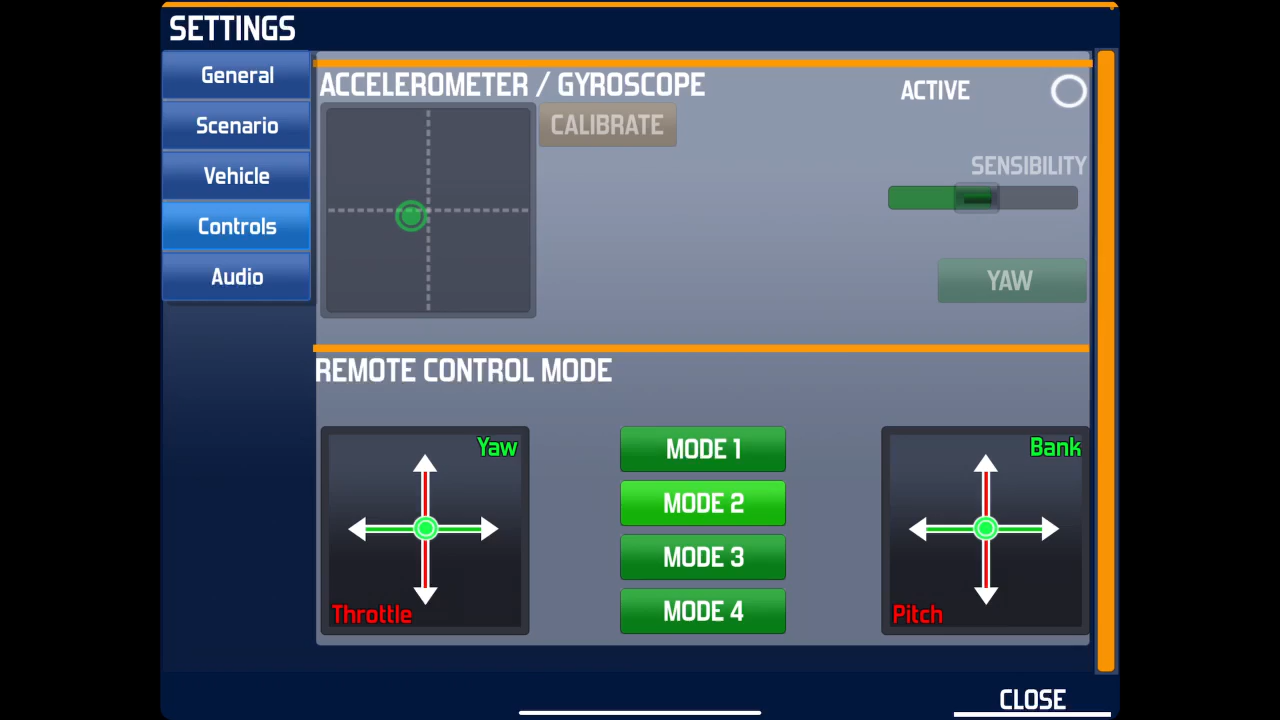 SETTINGS
General
Scenario
Vehicle
Controls
Audio
ACCELEROMETER / GYROSCOPE
ACTIVE
CALIBRATE
SENSIBILITY
YAW
REMOTE CONTROL MODE
Yaw
Throttle
MODE 1
MODE 2
MODE 3
MODE 4
Bank
Pitch
CLOSE